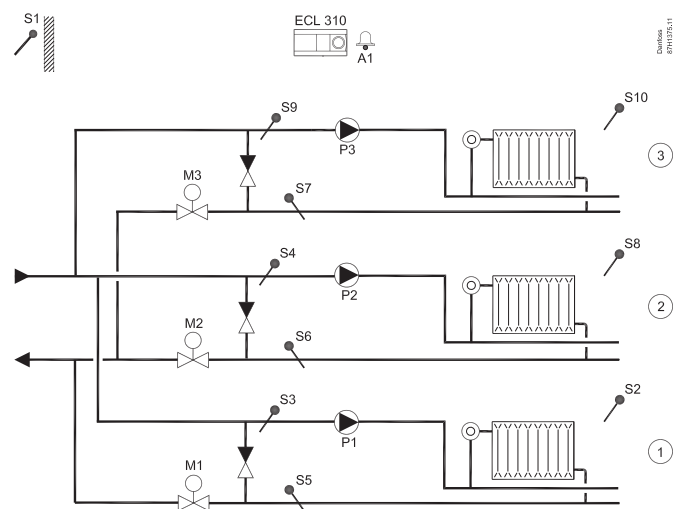 S1
ECL 310
A1
Danfoss
87H1375.11
S9
S10
P3
3
M3
S7
S4
S8
P2
2
M2
S6
S3
S2
P1
1
M1
S5